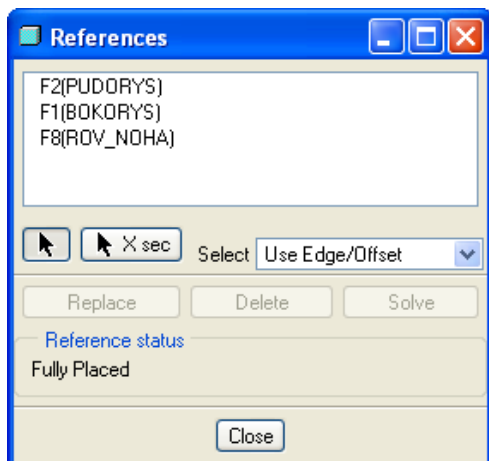 References
F2(PUDORYS)
F1(BOKORYS)
F8(ROV_NOHA)
X sec
Select
Use Edge/Offset
Replace
Delete
Solve
Reference status
Fully Placed
Close